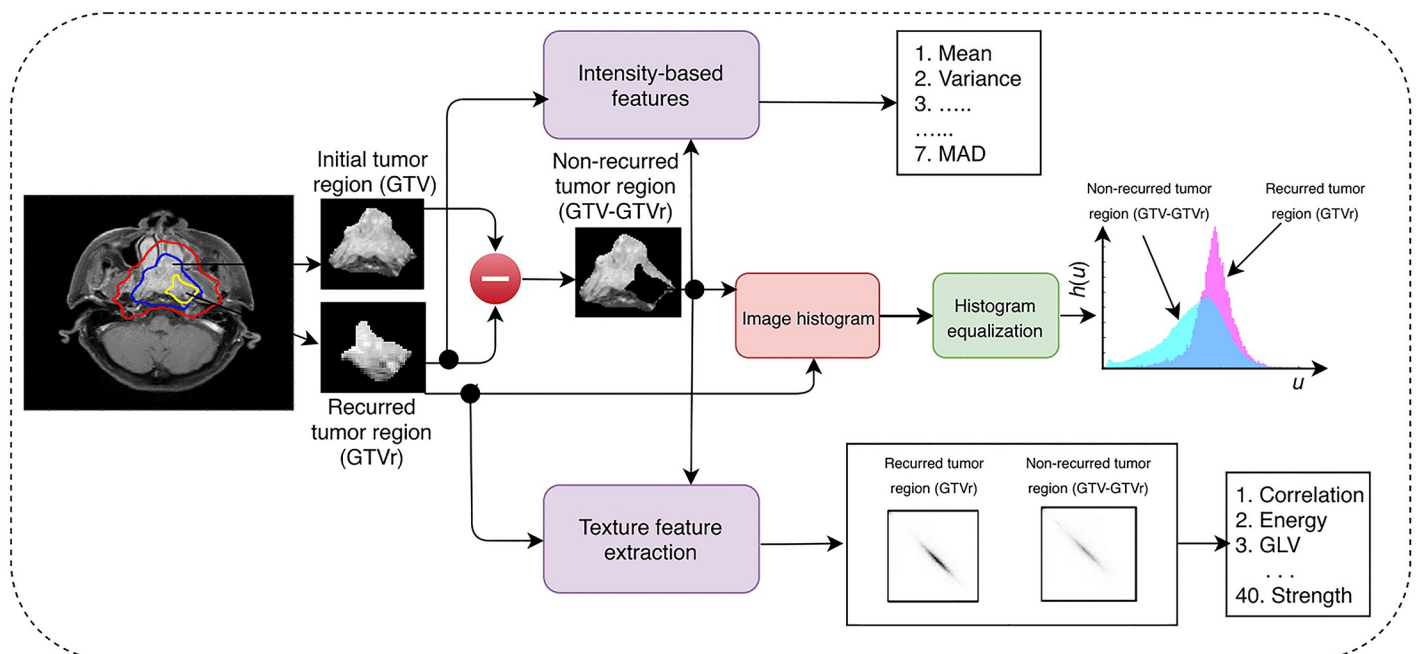 Intensity-based
features
1. Mean
2. Variance
3. .....
......
7. MAD
Initial tumor
region (GTV)
Non-recurred
tumor region
(GTV-GTVr)
Recurred
tumor region
(GTVr)
Image histogram
Histogram
equalization
Non-recurred tumor
region (GTV-GTVr)
Recurred tumor
region (GTVr)
h(u)
u
Texture feature
extraction
Recurred tumor
region (GTVr)
Non-recurred tumor
region (GTV-GTVr)
1. Correlation
2. Energy
3. GLV
. . .
40. Strength